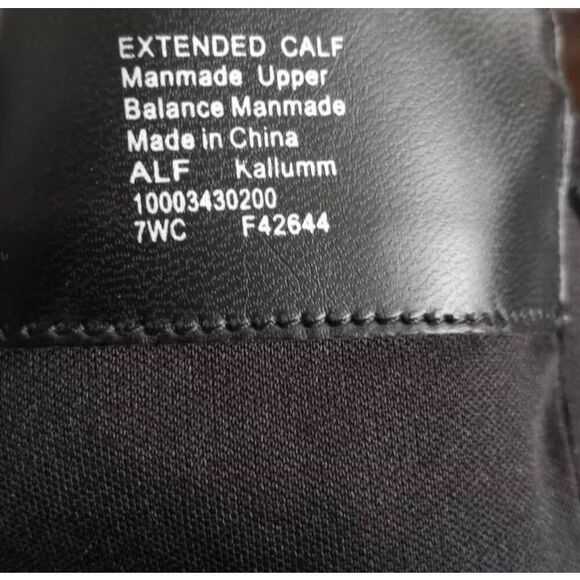 EXTENDED CALF
Manmade Upper
Balance Manmade
Made in China
ALF Kallumm
10003430200
7WC F42644